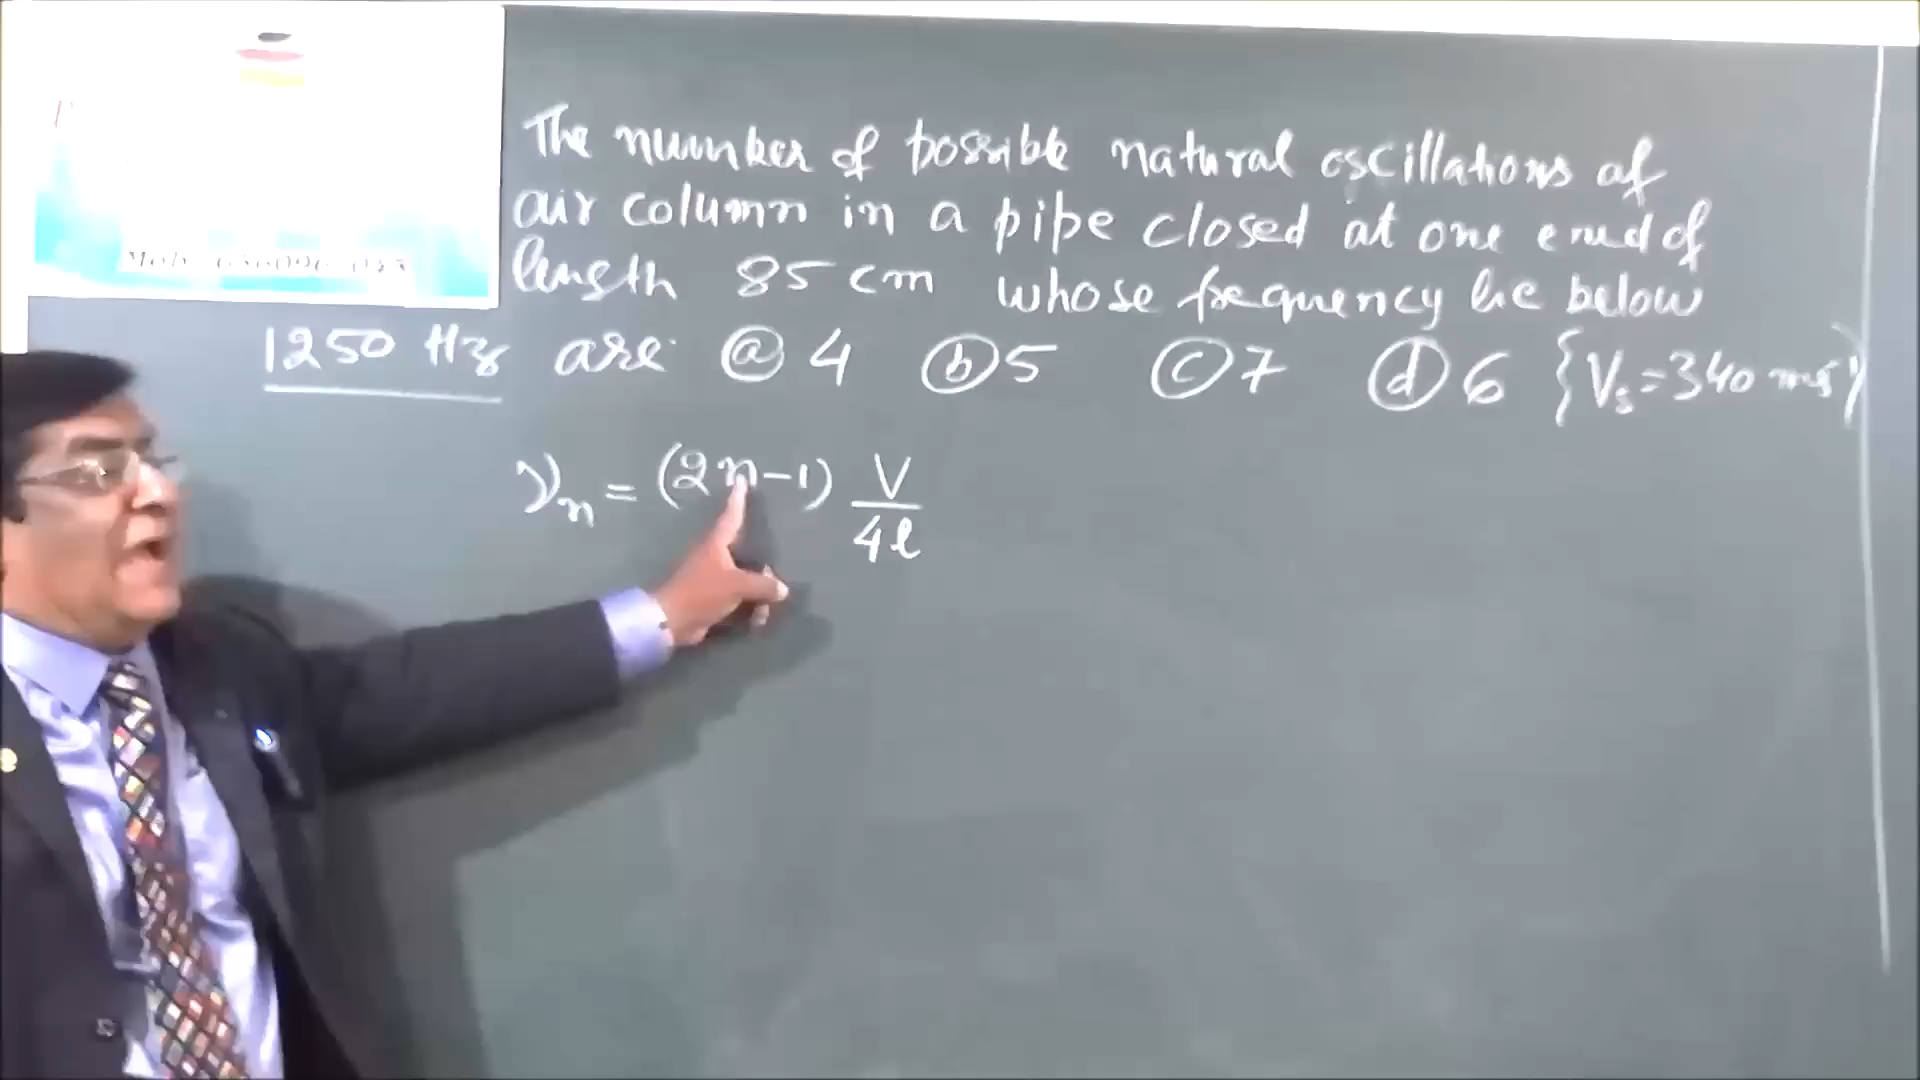 The number of possible natural oscillations of
air column in a pipe closed at one end of
length 85 cm whose frequency lie below
1250 Hz are: (a) 4 (b) 5 (c) 7 (d) 6 {Vs = 340 ms⁻¹}
νn = (2n-1) V/4l